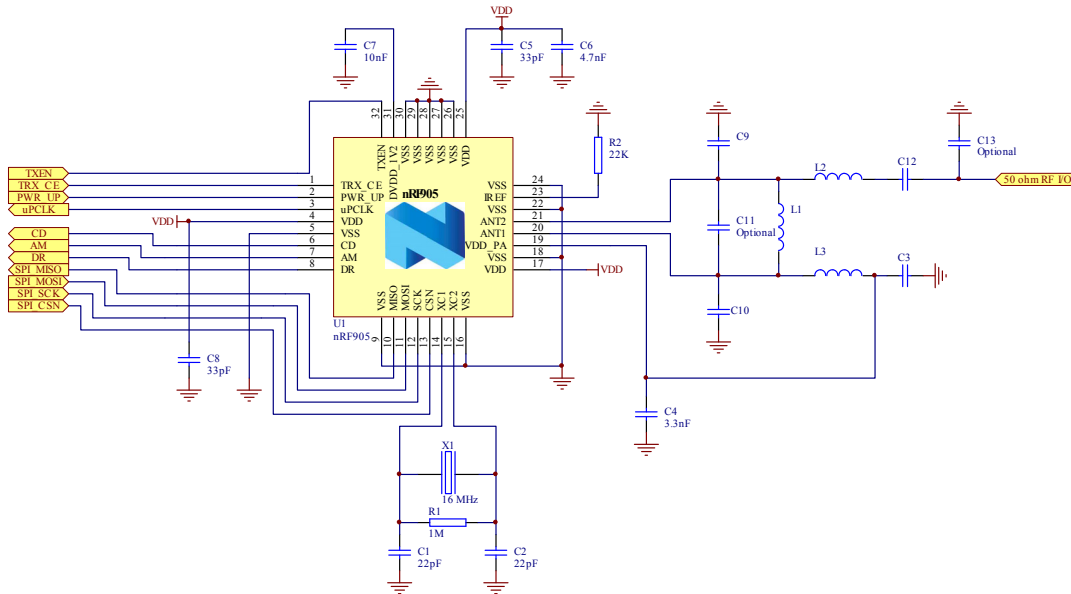 VDD
C7
10nF
C5
33pF
C6
4.7nF
32
31
30
29
28
27
26
25
TXEN
DVDD_1V2
VSS
VSS
VSS
VSS
VSS
VDD
R2
22K
C9
C13
Optional
L2
C12
50 ohm RF I/O
TXEN
TRX_CE
PWR_UP
uPCLK
CD
AM
DR
SPI_MISO
SPI_MOSI
SPI_SCK
SPI_CSN
VDD
1
2
3
4
5
6
7
8
TRX_CE
PWR_UP
uPCLK
VDD
VSS
CD
AM
DR
nRF905
VSS
IREF
VSS
ANT2
ANT1
VDD_PA
VSS
VDD
24
23
22
21
20
19
18
17
VDD
C11
Optional
L1
L3
C3
C10
VSS
MISO
MOSI
SCK
CSN
XC1
XC2
VSS
U1
nRF905
9
10
11
12
13
14
15
16
C8
33pF
C4
3.3nF
X1
16 MHz
R1
1M
C1
22pF
C2
22pF